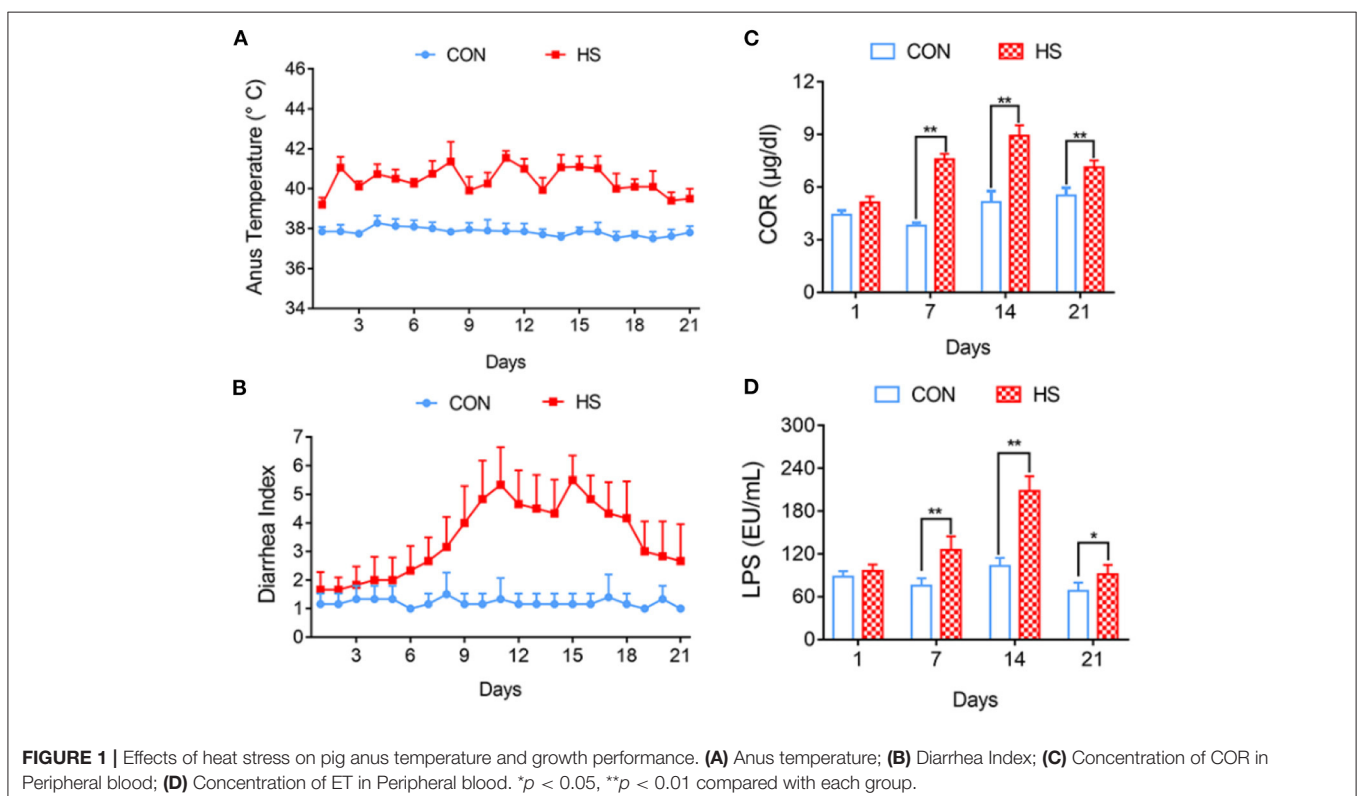 A
CON HS
46
44
42
40
38
36
34
Anus Temperature (° C)
3 6 9 12 15 18 21
Days
B
CON HS
7
6
5
4
3
2
1
0
Diarrhea Index
3 6 9 12 15 18 21
Days
C
CON HS
12
9
6
3
0
COR (µg/dl)
** ** **
1 7 14 21
Days
D
CON HS
300
240
180
120
60
0
LPS (EU/mL)
** ** *
1 7 14 21
Days
FIGURE 1 | Effects of heat stress on pig anus temperature and growth performance. (A) Anus temperature; (B) Diarrhea Index; (C) Concentration of COR in
Peripheral blood; (D) Concentration of ET in Peripheral blood. *p < 0.05, **p < 0.01 compared with each group.